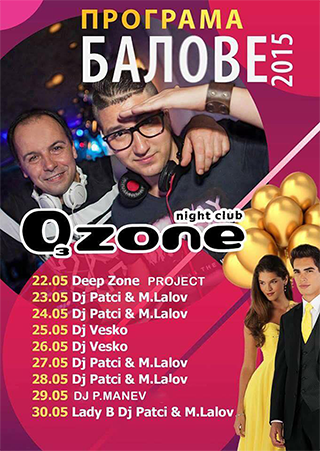 ПРОГРАМА
БАЛОВЕ
2015
night club
O3zone
22.05 Deep Zone PROJECT
23.05 Dj Patci & M.Lalov
24.05 Dj Patci & M.Lalov
25.05 Dj Vesko
26.05 Dj Vesko
27.05 Dj Patci & M.Lalov
28.05 Dj Patci & M.Lalov
29.05 DJ P.MANEV
30.05 Lady B Dj Patci & M.Lalov